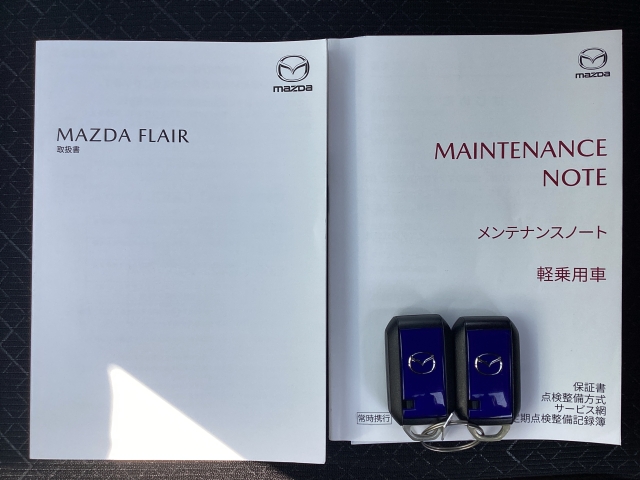 mazda
MAZDA FLAIR
取扱書
mazda
MAINTENANCE
NOTE
メンテナンスノート
軽乗用車
保証書
点検整備方式
サービス網
定期点検整備記録簿
常時携行